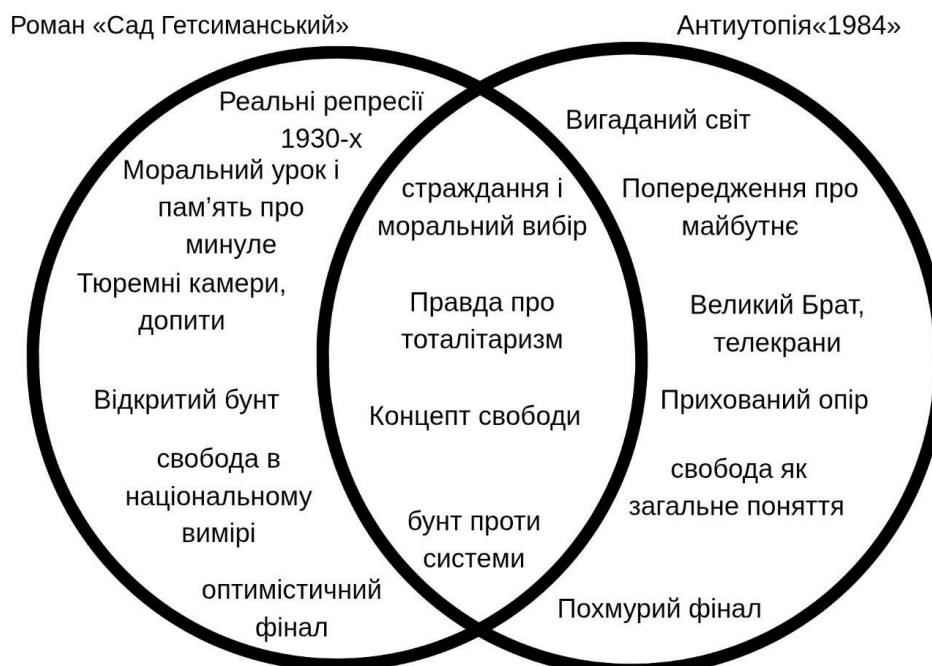 Роман «Сад Гетсиманський»
Антиутопія«1984»
Реальні репресії
1930-х
Моральний урок і
пам’ять про
минуле
Тюремні камери,
допити
Відкритий бунт
свобода в
національному
вимірі
оптимістичний
фінал
страждання і
моральний вибір
Правда про
тоталітаризм
Концепт свободи
бунт проти
системи
Вигаданий світ
Попередження про
майбутнє
Великий Брат,
телекрани
Прихований опір
свобода як
загальне поняття
Похмурий фінал